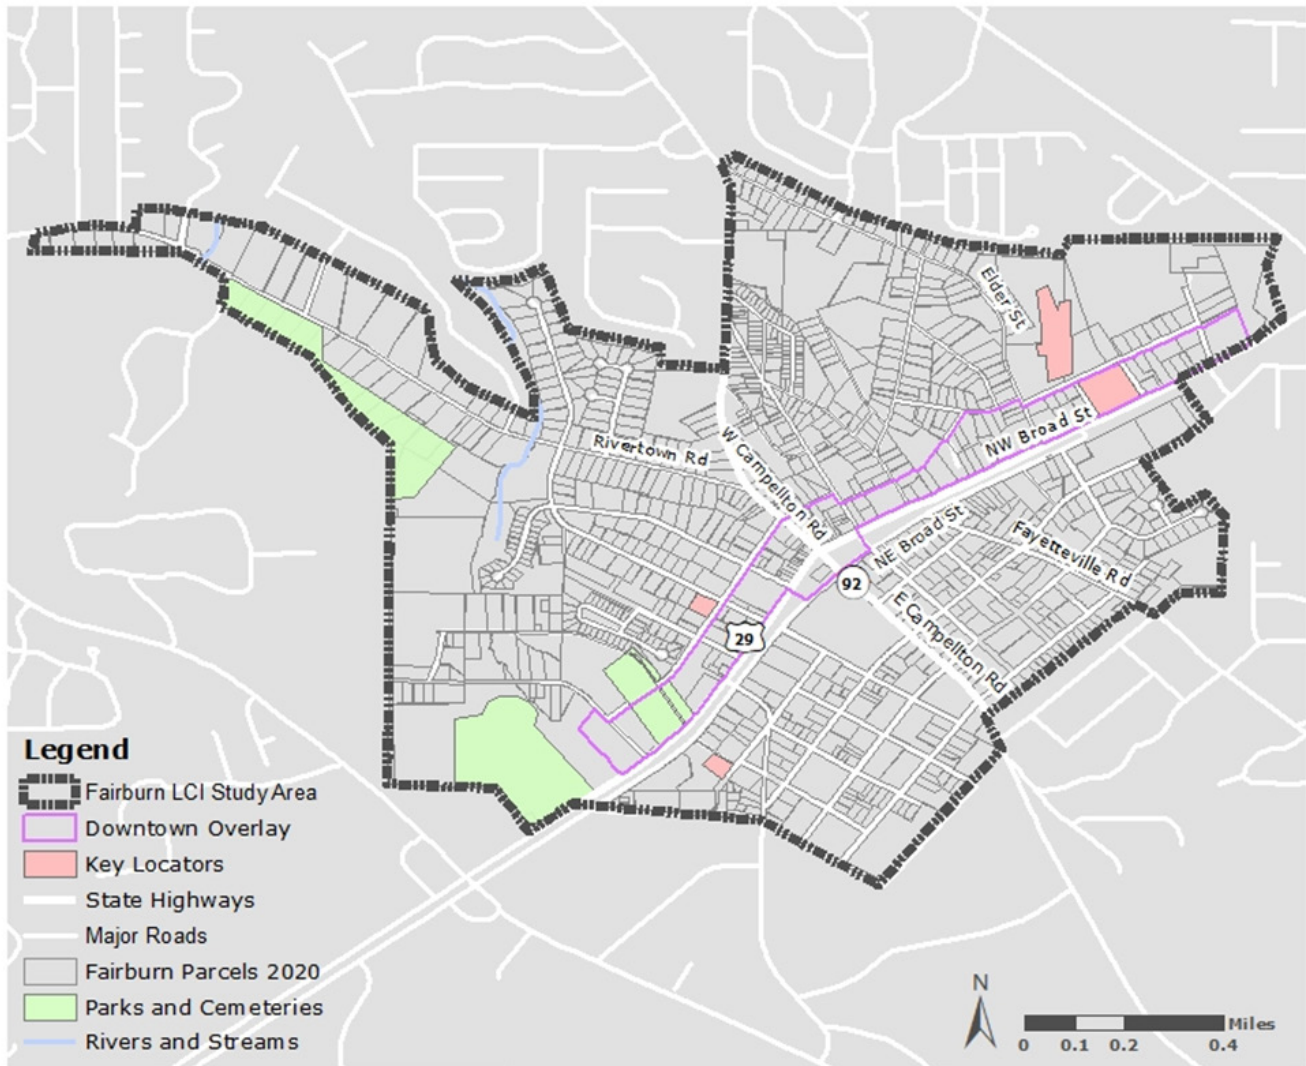 Elder St
NW Broad St
Rivertown Rd
W Campellton Rd
NE Broad St
Fayetteville Rd
92
E Campellton Rd
29
Legend
Fairburn LCI Study Area
Downtown Overlay
Key Locators
State Highways
Major Roads
Fairburn Parcels 2020
Parks and Cemeteries
Rivers and Streams
N
Miles
0 0.1 0.2 0.4